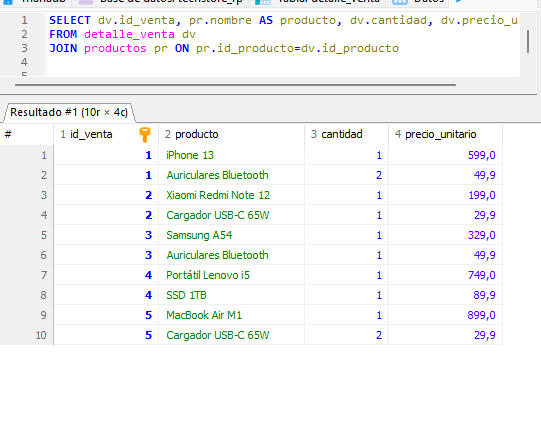 1 SELECT dv.id_venta, pr.nombre AS producto, dv.cantidad, dv.precio_u
2 FROM detalle_venta dv
3 JOIN productos pr ON pr.id_producto=dv.id_producto
4
5
Resultado #1 (10r × 4c)
# 1 id_venta 2 producto 3 cantidad 4 precio_unitario
1 1 iPhone 13 1 599,0
2 1 Auriculares Bluetooth 2 49,9
3 2 Xiaomi Redmi Note 12 1 199,0
4 2 Cargador USB-C 65W 1 29,9
5 3 Samsung A54 1 329,0
6 3 Auriculares Bluetooth 1 49,9
7 4 Portátil Lenovo i5 1 749,0
8 4 SSD 1TB 1 89,9
9 5 MacBook Air M1 1 899,0
10 5 Cargador USB-C 65W 2 29,9